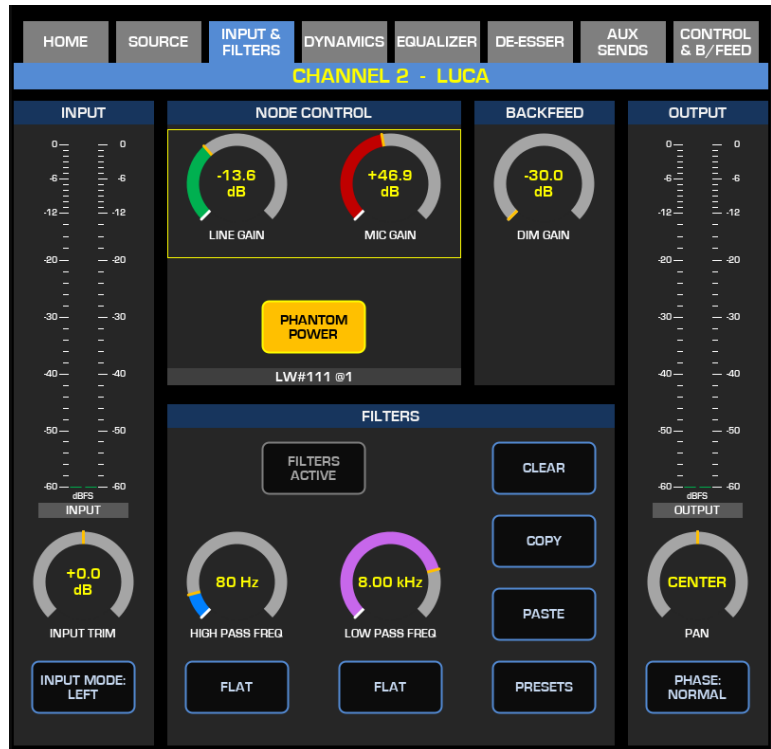 HOME
SOURCE
INPUT &
FILTERS
DYNAMICS
EQUALIZER
DE-ESSER
AUX
SENDS
CONTROL
& B/FEED
CHANNEL 2 - LUCA
INPUT
0 0
-6 -6
-12 -12
-20 -20
-30 -30
-40 -40
-50 -50
-60 -60
dBFS
INPUT
+0.0
dB
INPUT TRIM
INPUT MODE:
LEFT
NODE CONTROL
-13.6
dB
LINE GAIN
+46.9
dB
MIC GAIN
PHANTOM
POWER
LW#111 @1
BACKFEED
-30.0
dB
DIM GAIN
FILTERS
FILTERS
ACTIVE
CLEAR
COPY
PASTE
PRESETS
80 Hz
HIGH PASS FREQ
FLAT
8.00 kHz
LOW PASS FREQ
FLAT
OUTPUT
0 0
-6 -6
-12 -12
-20 -20
-30 -30
-40 -40
-50 -50
-60 -60
dBFS
OUTPUT
CENTER
PAN
PHASE:
NORMAL